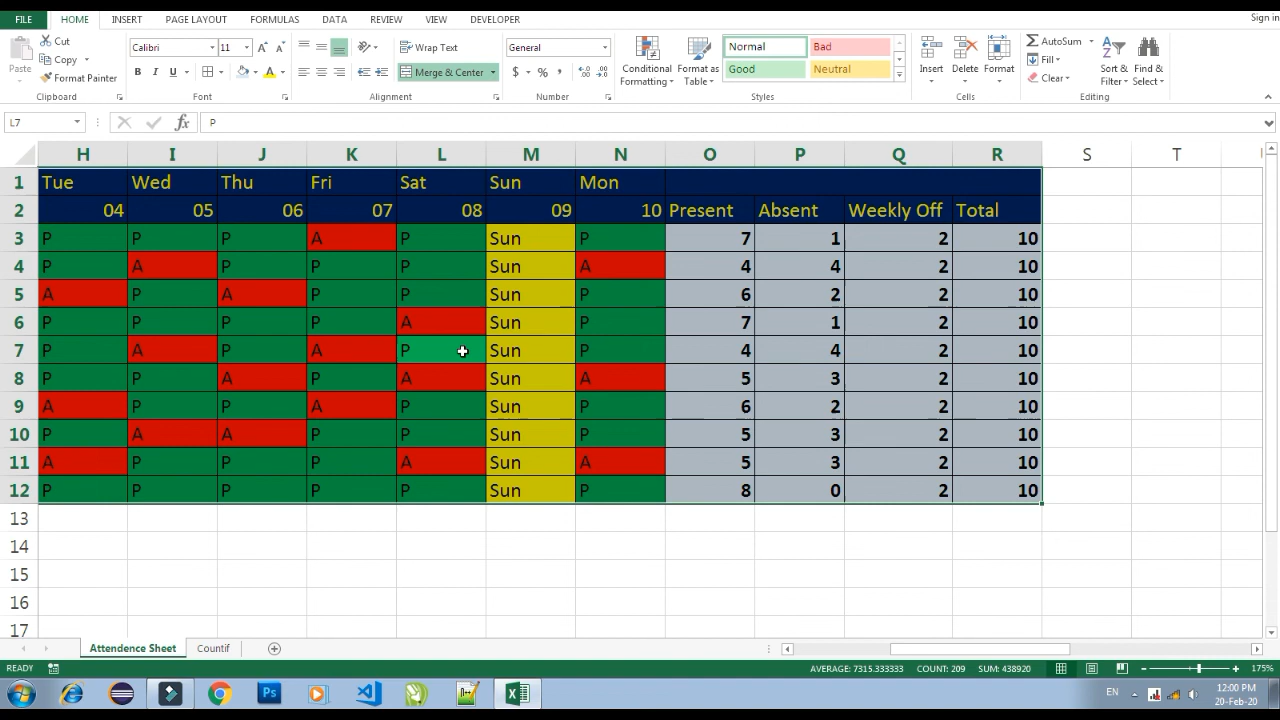 Sign in
FILE HOME INSERT PAGE LAYOUT FORMULAS DATA REVIEW VIEW DEVELOPER
Paste
Cut
Copy
Format Painter
Clipboard
Calibri 11
B I U
Font
Wrap Text
Merge & Center
Alignment
General
Number
Conditional Formatting
Format as Table
Normal Bad
Good Neutral
Styles
Insert Delete Format
Cells
AutoSum
Fill
Clear
Sort & Filter
Find & Select
Editing
L7 fx P
H I J K L M N O P Q R S T
1 Tue Wed Thu Fri Sat Sun Mon
2 04 05 06 07 08 09 10 Present Absent Weekly Off Total
3 P P P A P Sun P 7 1 2 10
4 P A P P P Sun A 4 4 2 10
5 A P A P P Sun P 6 2 2 10
6 P P P P A Sun P 7 1 2 10
7 P A P A P Sun P 4 4 2 10
8 P P A P A Sun A 5 3 2 10
9 A P P A P Sun P 6 2 2 10
10 P A A P P Sun P 5 3 2 10
11 A P P P A Sun A 5 3 2 10
12 P P P P P Sun P 8 0 2 10
13
14
15
16
17
Attendence Sheet Countif
READY AVERAGE: 7315.333333 COUNT: 209 SUM: 438920 175%
Ps EN 12:00 PM
20-Feb-20